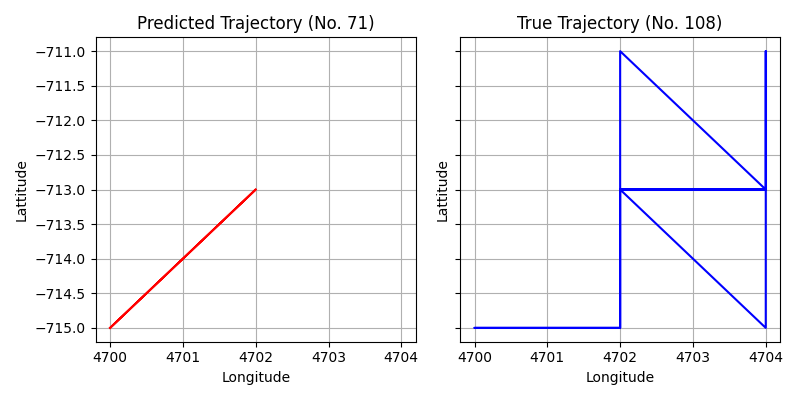 Predicted Trajectory (No. 71)
True Trajectory (No. 108)
−711.0
−711.5
−712.0
−712.5
−713.0
−713.5
−714.0
−714.5
−715.0
Lattitude
Lattitude
4700 4701 4702 4703 4704
4700 4701 4702 4703 4704
Longitude
Longitude